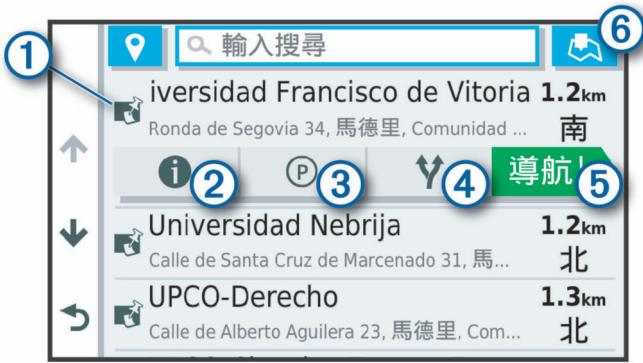 ⑥
輸入搜尋
①
iversidad Francisco de Vitoria 1.2km
Ronda de Segovia 34, 馬德里, Comunidad ... 南
i ② P ③ ④ 導航! ⑤
Universidad Nebrija 1.2km
Calle de Santa Cruz de Marcenado 31, 馬... 北
UPCO-Derecho 1.3km
Calle de Alberto Aguilera 23, 馬德里, Com... 北